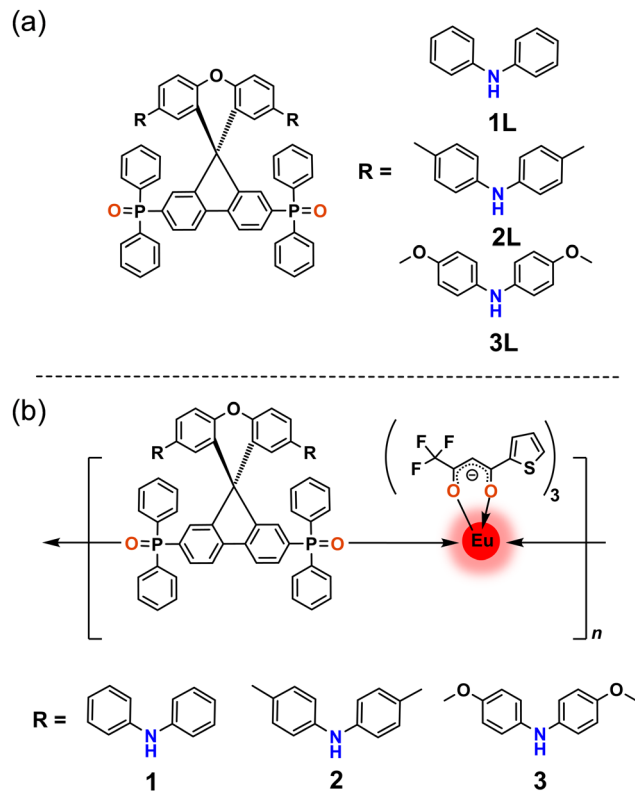 (a)
O
R
R
O=P
P=O
R =
N
H
1L
N
H
2L
O
O
N
H
3L
(b)
O
R
R
O=P
P=O
F
F
F
S
O
O
3
Eu
n
R =
N
H
1
N
H
2
O
O
N
H
3